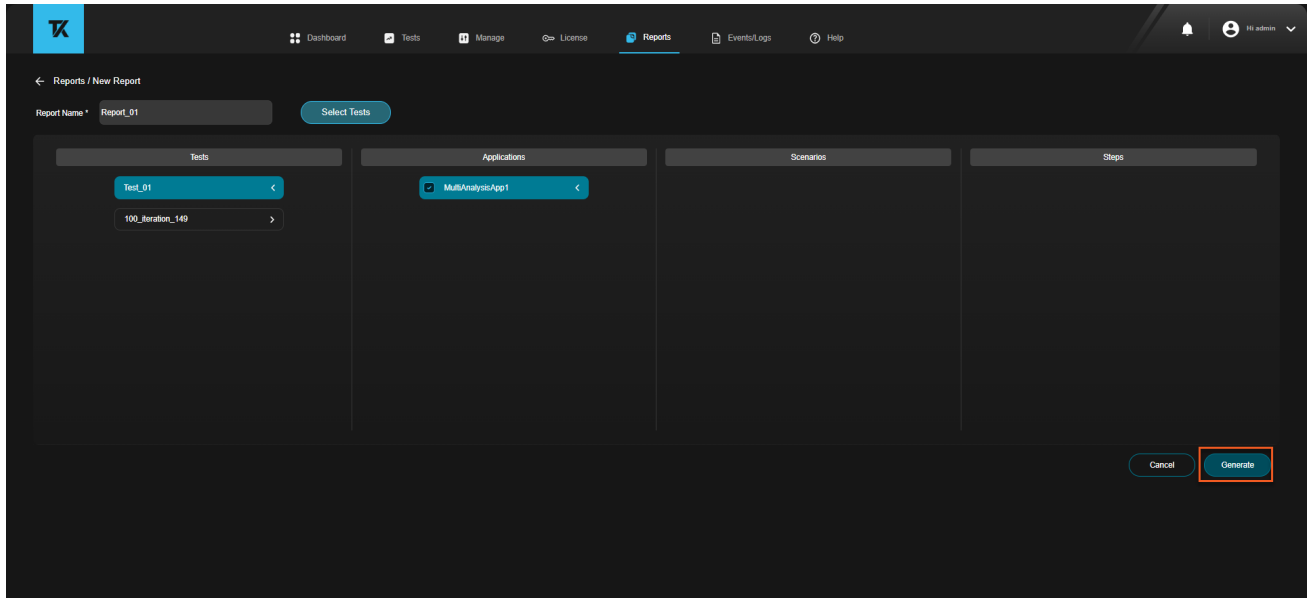 TK
Dashboard
Tests
Manage
License
Reports
Events/Logs
Help
Hi admin
Reports / New Report
Report Name *
Report_01
Select Tests
Tests
Applications
Scenarios
Steps
Test_01
MultiAnalysisApp1
100_iteration_149
Cancel
Generate